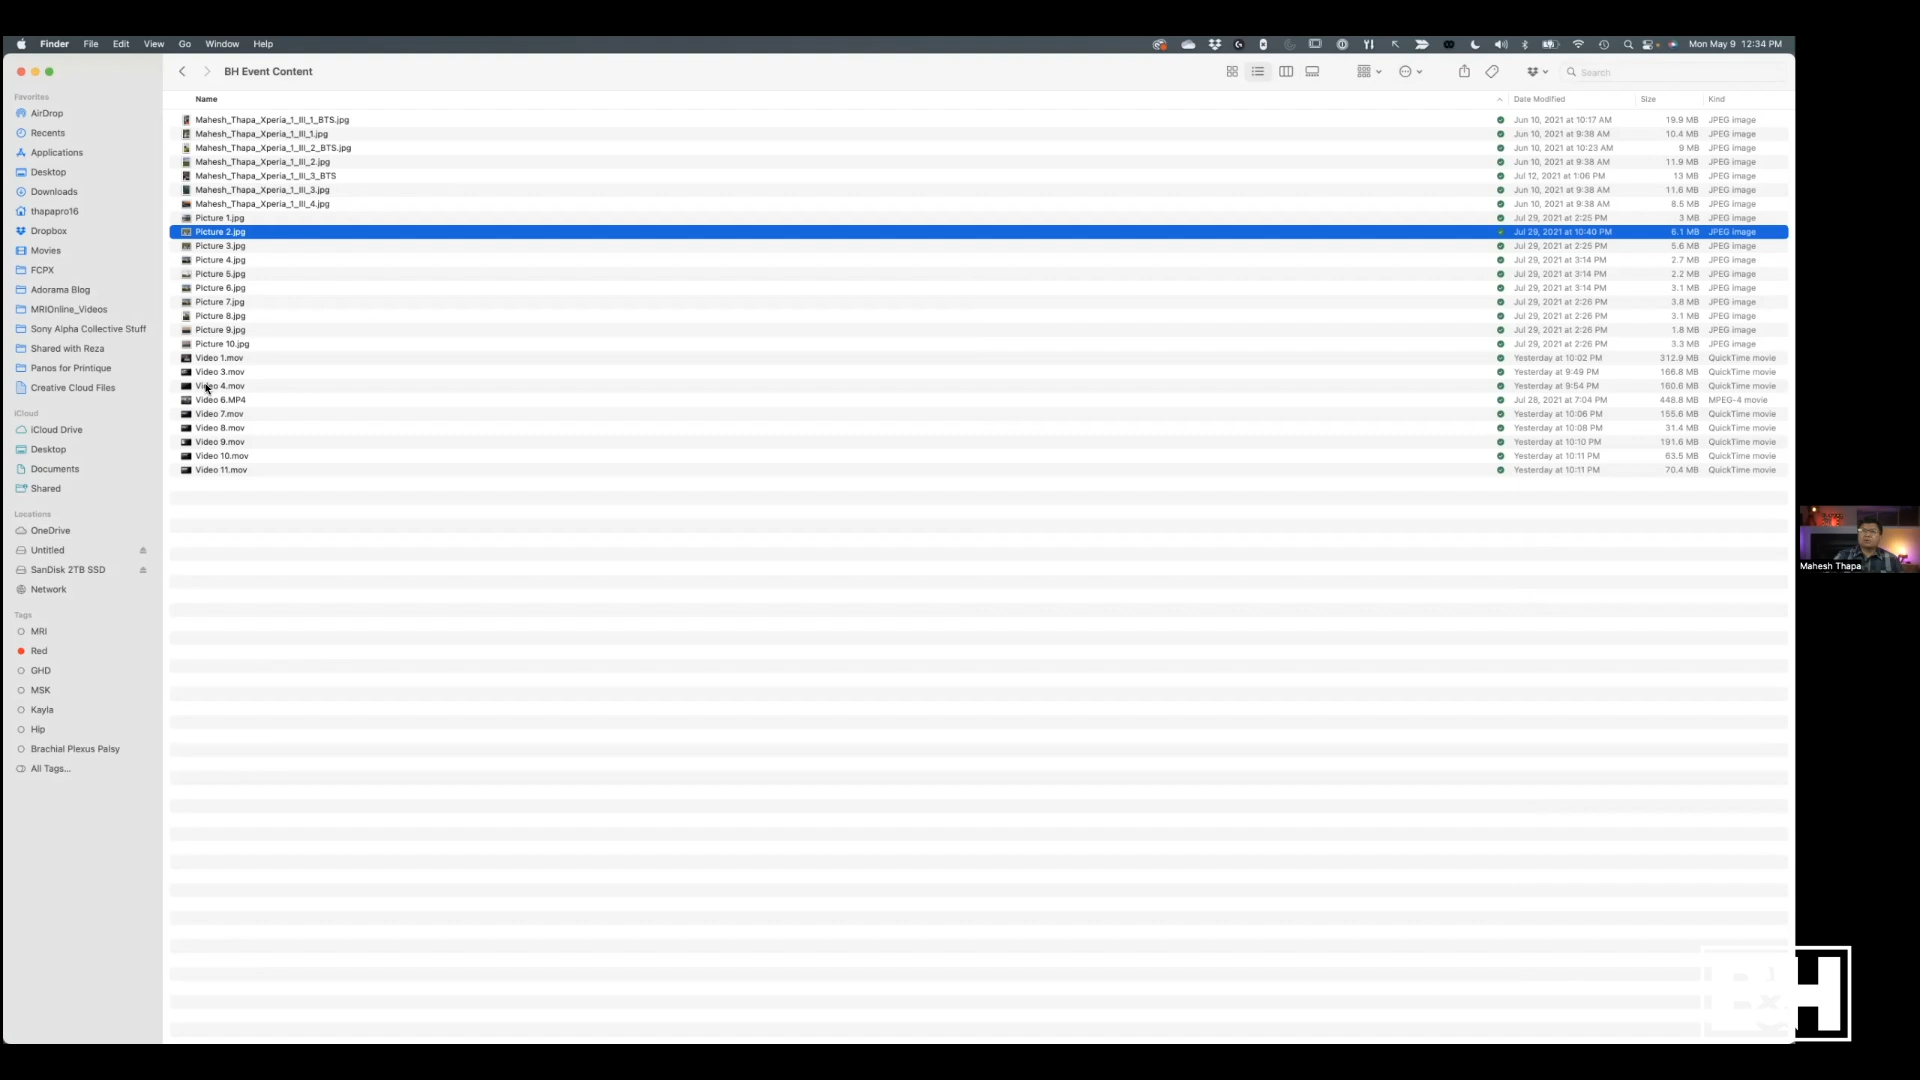 Finder File Edit View Go Window Help Mon May 9 12:34 PM
BH Event Content Search
Favorites
AirDrop
Recents
Applications
Desktop
Downloads
thapapro16
Dropbox
Movies
FCPX
Adorama Blog
MRIOnline_Videos
Sony Alpha Collective Stuff
Shared with Reza
Panos for Printique
Creative Cloud Files
iCloud
iCloud Drive
Desktop
Documents
Shared
Locations
OneDrive
Untitled
SanDisk 2TB SSD
Network
Tags
MRI
Red
GHD
MSK
Kayla
Hip
Brachial Plexus Palsy
All Tags...
Name Date Modified Size Kind
Mahesh_Thapa_Xperia_1_III_1_BTS.jpg Jun 10, 2021 at 10:17 AM 19.9 MB JPEG image
Mahesh_Thapa_Xperia_1_III_1.jpg Jun 10, 2021 at 9:38 AM 10.4 MB JPEG image
Mahesh_Thapa_Xperia_1_III_2_BTS.jpg Jun 10, 2021 at 10:23 AM 9 MB JPEG image
Mahesh_Thapa_Xperia_1_III_2.jpg Jun 10, 2021 at 9:38 AM 11.9 MB JPEG image
Mahesh_Thapa_Xperia_1_III_3_BTS Jul 12, 2021 at 1:06 PM 13 MB JPEG image
Mahesh_Thapa_Xperia_1_III_3.jpg Jun 10, 2021 at 9:38 AM 11.6 MB JPEG image
Mahesh_Thapa_Xperia_1_III_4.jpg Jun 10, 2021 at 9:38 AM 8.5 MB JPEG image
Picture 1.jpg Jul 29, 2021 at 2:25 PM 3 MB JPEG image
Picture 2.jpg Jul 29, 2021 at 10:40 PM 6.1 MB JPEG image
Picture 3.jpg Jul 29, 2021 at 2:25 PM 5.6 MB JPEG image
Picture 4.jpg Jul 29, 2021 at 3:14 PM 2.7 MB JPEG image
Picture 5.jpg Jul 29, 2021 at 3:14 PM 2.2 MB JPEG image
Picture 6.jpg Jul 29, 2021 at 3:14 PM 3.1 MB JPEG image
Picture 7.jpg Jul 29, 2021 at 2:26 PM 3.8 MB JPEG image
Picture 8.jpg Jul 29, 2021 at 2:26 PM 3.1 MB JPEG image
Picture 9.jpg Jul 29, 2021 at 2:26 PM 1.8 MB JPEG image
Picture 10.jpg Jul 29, 2021 at 2:26 PM 3.3 MB JPEG image
Video 1.mov Yesterday at 10:02 PM 312.9 MB QuickTime movie
Video 3.mov Yesterday at 9:49 PM 166.8 MB QuickTime movie
Video 4.mov Yesterday at 9:54 PM 160.6 MB QuickTime movie
Video 6.MP4 Jul 28, 2021 at 7:04 PM 448.8 MB MPEG-4 movie
Video 7.mov Yesterday at 10:06 PM 155.6 MB QuickTime movie
Video 8.mov Yesterday at 10:08 PM 31.4 MB QuickTime movie
Video 9.mov Yesterday at 10:10 PM 191.6 MB QuickTime movie
Video 10.mov Yesterday at 10:11 PM 63.5 MB QuickTime movie
Video 11.mov Yesterday at 10:11 PM 70.4 MB QuickTime movie
Mahesh Thapa